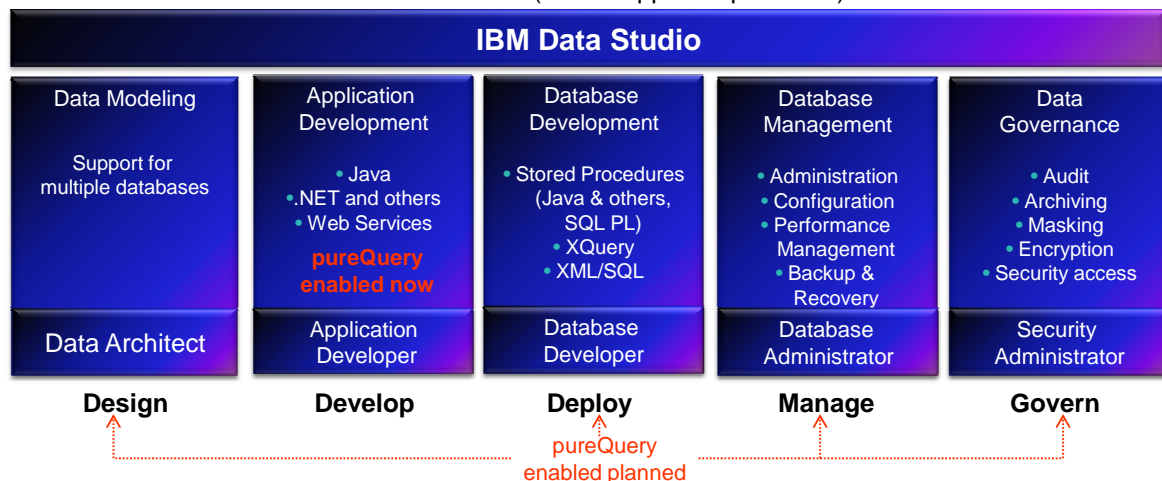 IBM Data Studio
Data Modeling
Support for
multiple databases
Data Architect
Design
Application
Development
• Java
•.NET and others
• Web Services
pureQuery
enabled now
Application
Developer
Develop
Database
Development
• Stored Procedures
(Java & others,
SQL PL)
• XQuery
• XML/SQL
Database
Developer
Deploy
Database
Management
• Administration
• Configuration
• Performance
Management
• Backup &
Recovery
Database
Administrator
Manage
Data
Governance
• Audit
• Archiving
• Masking
• Encryption
• Security access
Security
Administrator
Govern
pureQuery
enabled planned